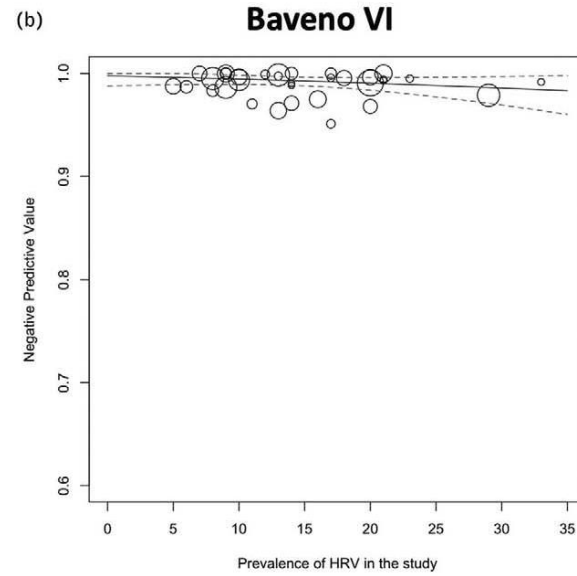 (b)
Baveno VI
Negative Predictive Value
1.0
0.9
0.8
0.7
0.6
0 5 10 15 20 25 30 35
Prevalence of HRV in the study